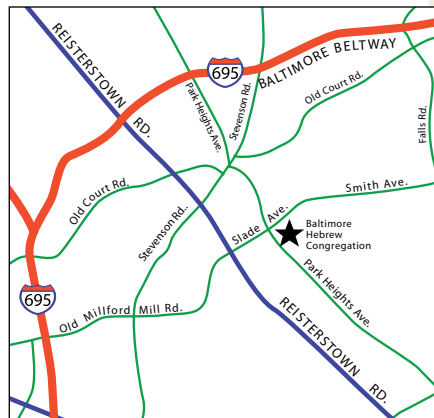 REISTERSTOWN RD.
695
BALTIMORE BELTWAY
Park Heights Ave.
Stevenson Rd.
Old Court Rd.
Falls Rd.
Old Court Rd.
Stevenson Rd.
Slade Ave.
Smith Ave.
Baltimore
Hebrew
Congregation
Park Heights Ave.
695
Old Millford Mill Rd.
REISTERSTOWN RD.